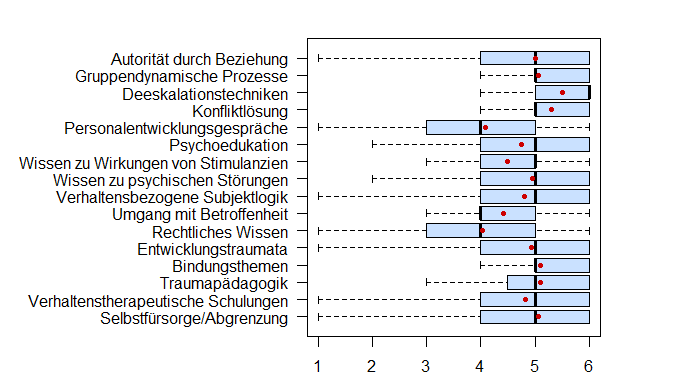 Autorität durch Beziehung
Gruppendynamische Prozesse
Deeskalationstechniken
Konfliktlösung
Personalentwicklungsgespräche
Psychoedukation
Wissen zu Wirkungen von Stimulanzien
Wissen zu psychischen Störungen
Verhaltensbezogene Subjektlogik
Umgang mit Betroffenheit
Rechtliches Wissen
Entwicklungstraumata
Bindungsthemen
Traumapädagogik
Verhaltenstherapeutische Schulungen
Selbstfürsorge/Abgrenzung
1 2 3 4 5 6